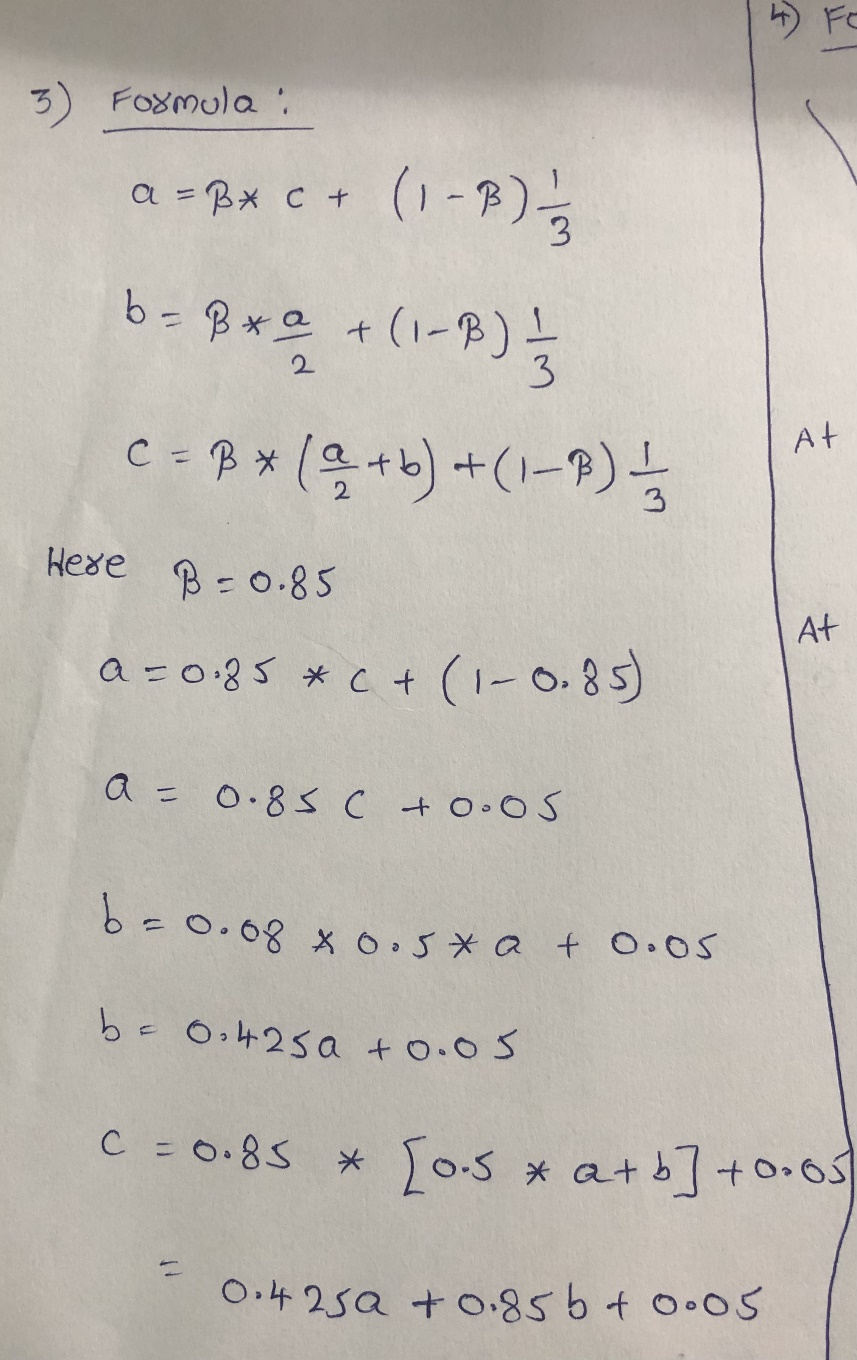 3) Formula :
a = β* c + (1 - β) 1/3
b = β * a/2 + (1 - β) 1/3
c = β * (a/2 + b) + (1 - β) 1/3
Here β = 0.85
a = 0.85 * c + (1 - 0.85)
a = 0.85 c + 0.05
b = 0.08 * 0.5 * a + 0.05
b = 0.425a + 0.05
c = 0.85 * [0.5 * a + b] + 0.05
= 0.425a + 0.85 b + 0.05
4) Fo
At
At